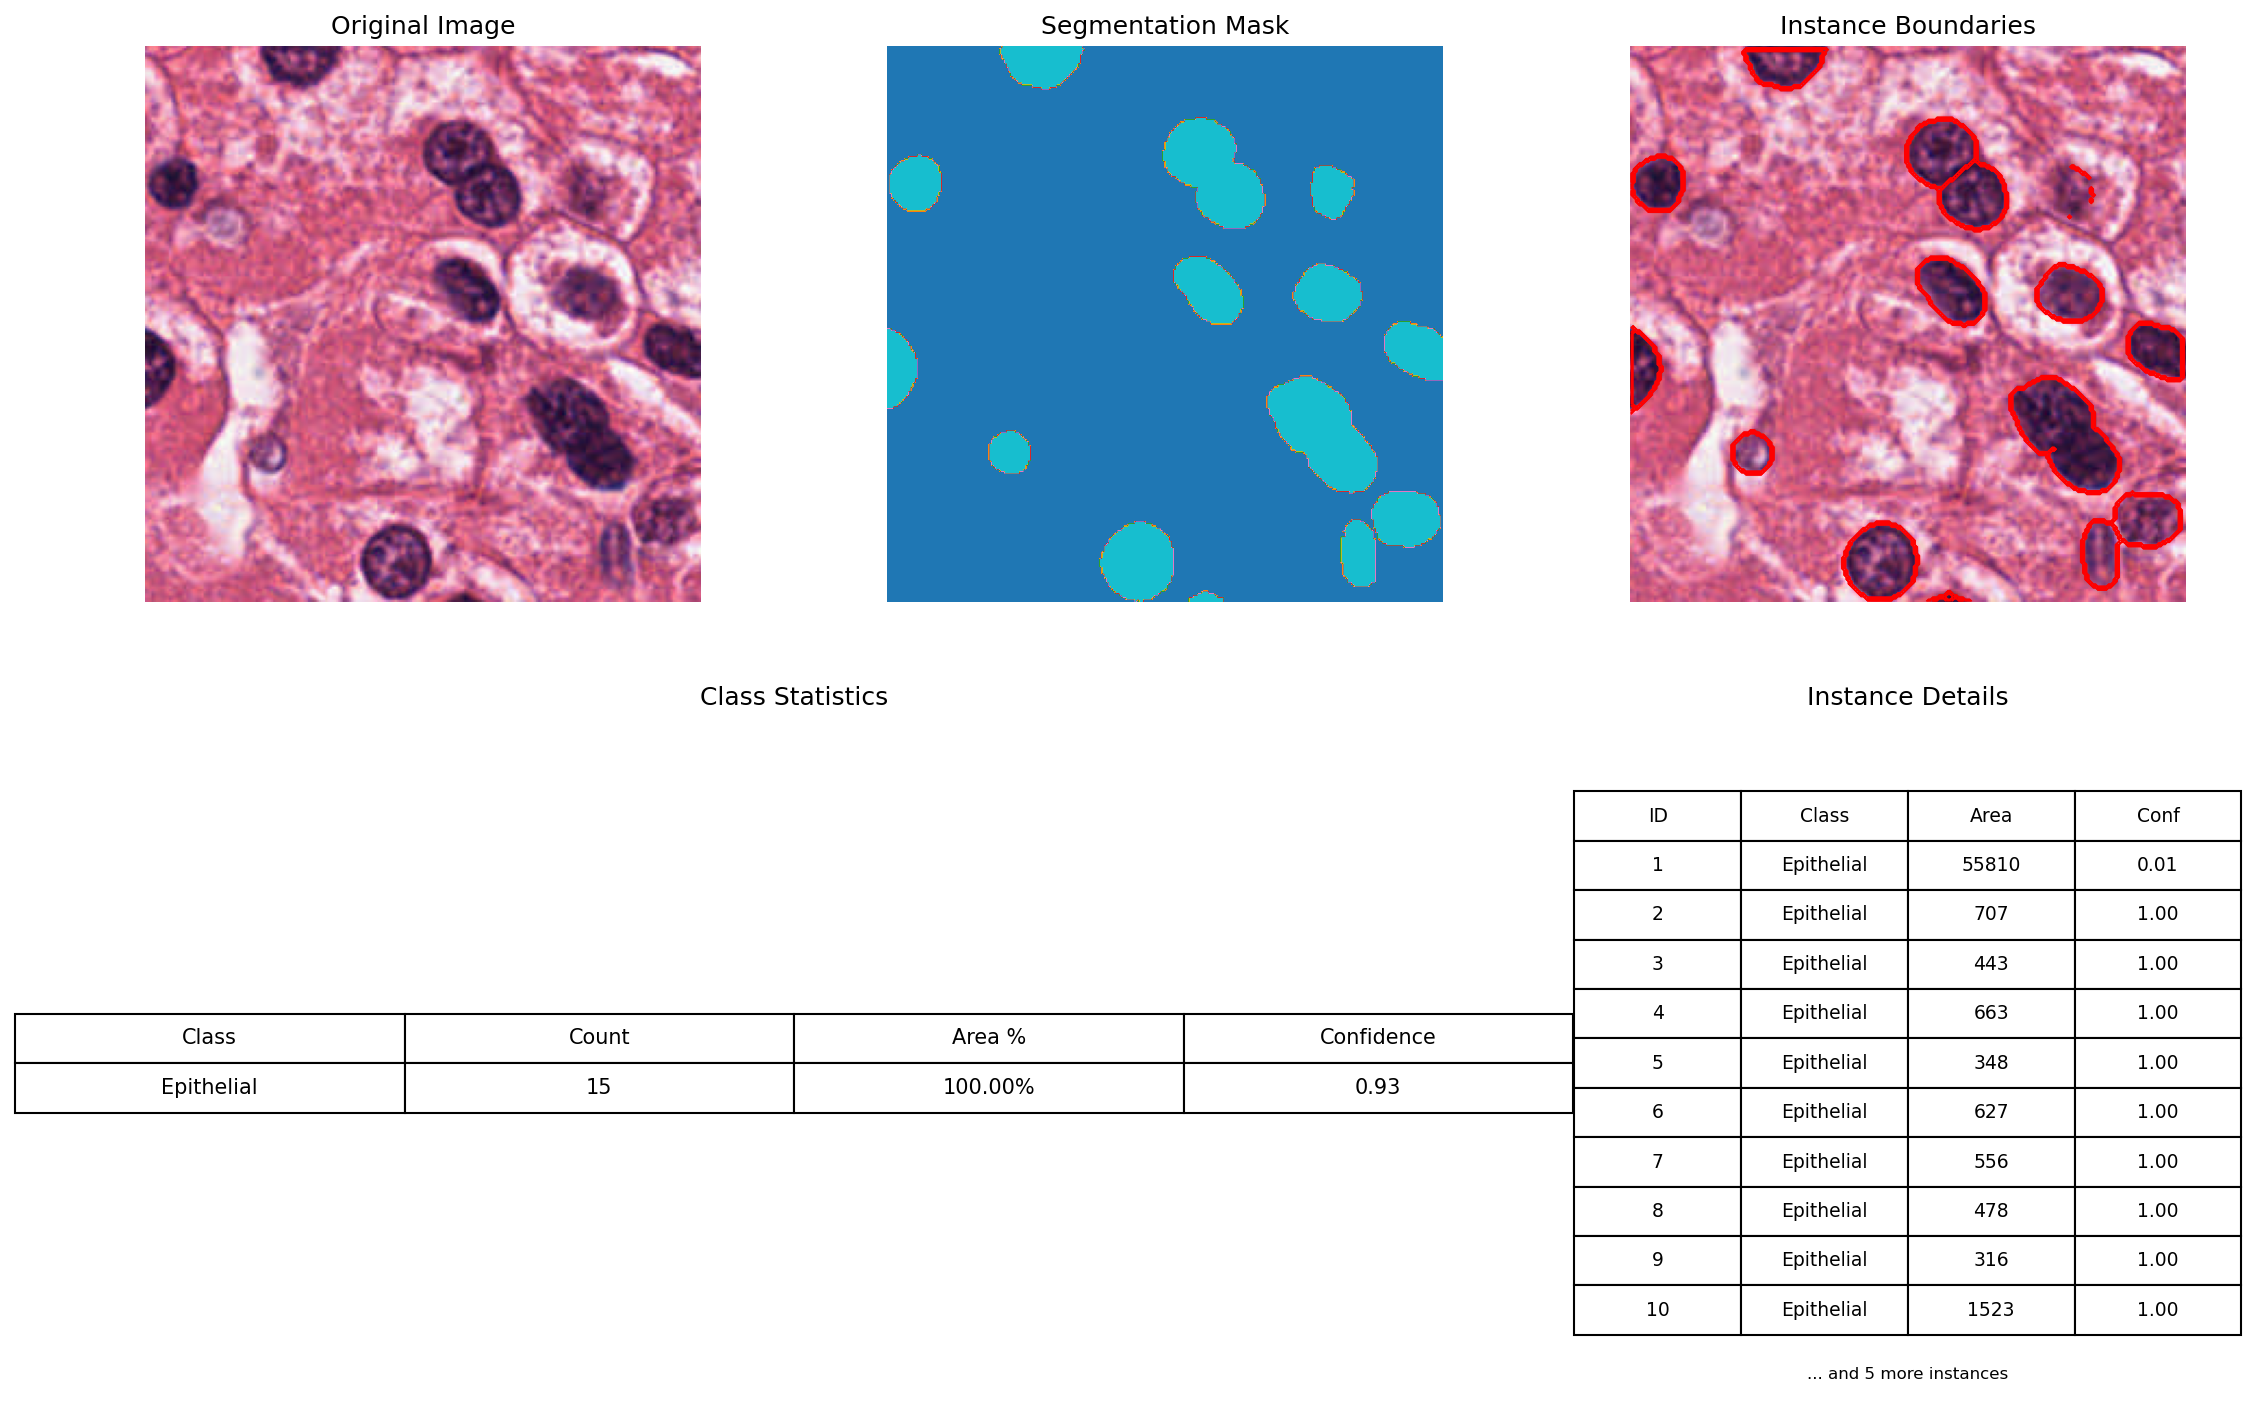 Original Image
Segmentation Mask
Instance Boundaries
Class Statistics
Class Count Area % Confidence
Epithelial 15 100.00% 0.93
Instance Details
ID Class Area Conf
1 Epithelial 55810 0.01
2 Epithelial 707 1.00
3 Epithelial 443 1.00
4 Epithelial 663 1.00
5 Epithelial 348 1.00
6 Epithelial 627 1.00
7 Epithelial 556 1.00
8 Epithelial 478 1.00
9 Epithelial 316 1.00
10 Epithelial 1523 1.00
... and 5 more instances